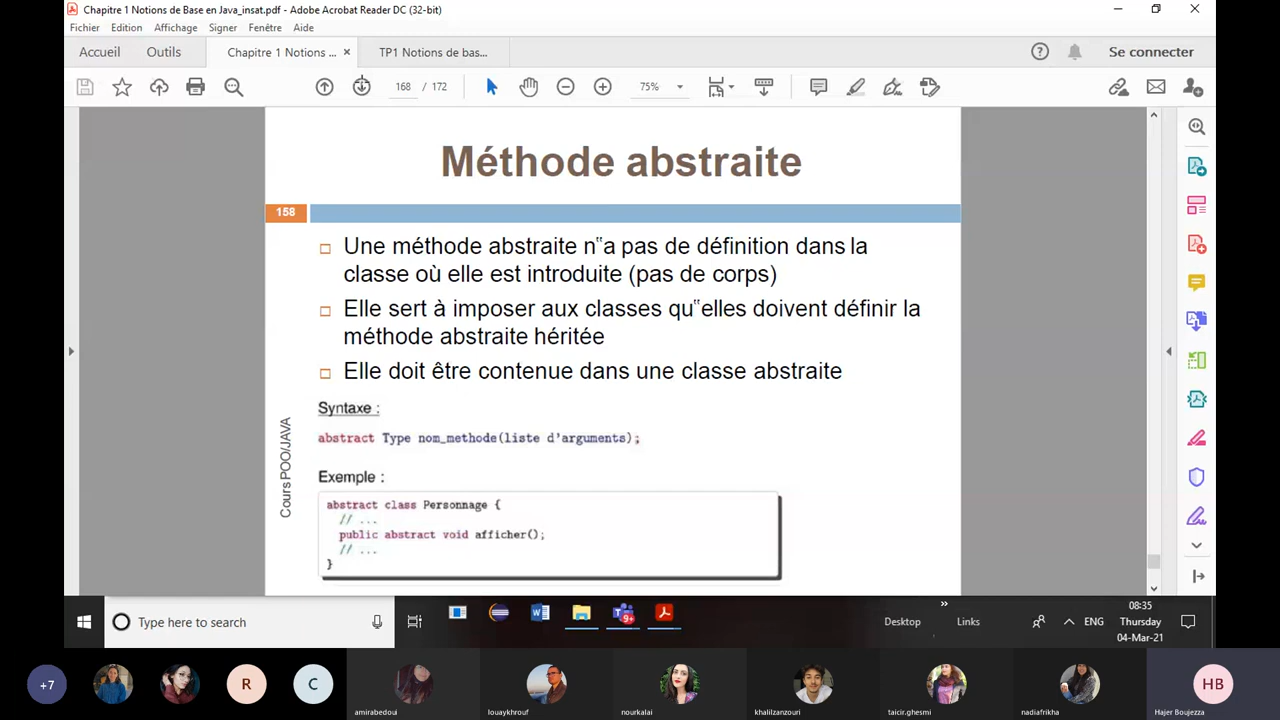 Chapitre 1 Notions de Base en Java_insat.pdf - Adobe Acrobat Reader DC (32-bit)
Fichier Edition Affichage Signer Fenêtre Aide
Accueil Outils Chapitre 1 Notions ... × TP1 Notions de bas... Se connecter
168 / 172 75%
Méthode abstraite
158
Une méthode abstraite n‟a pas de définition dans la
classe où elle est introduite (pas de corps)
Elle sert à imposer aux classes qu‟elles doivent définir la
méthode abstraite héritée
Elle doit être contenue dans une classe abstraite
Cours POO/JAVA
Syntaxe :
abstract Type nom_methode(liste d'arguments);
Exemple :
abstract class Personnage {
// ...
public abstract void afficher();
// ...
}
Type here to search
9+
Desktop
Links
ENG
08:35
Thursday
04-Mar-21
+7
R
C
HB
amirabedoui louaykhrouf nourkalai khalilzanzouri taicir.ghesmi nadiafrikha Hajer Boujezza